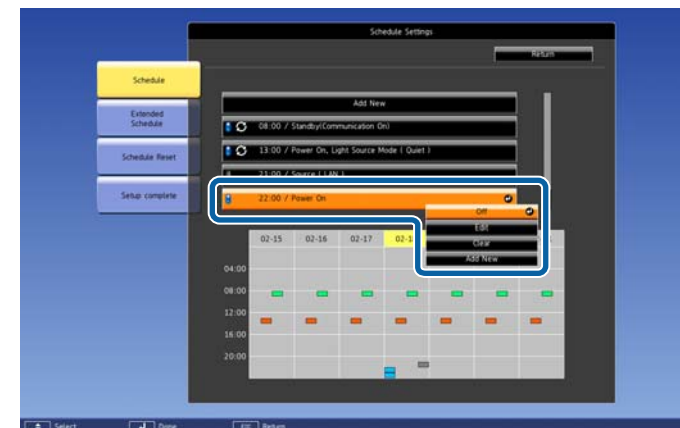 Schedule Settings
Return
Schedule
Extended
Schedule
Schedule Reset
Setup complete
Add New
08:00 / Standby(Communication On)
13:00 / Power On, Light Source Mode ( Quiet )
21:00 / Source ( LAN )
22:00 / Power On
Off
Edit
Clear
Add New
02-15 02-16 02-17
04:00
08:00
12:00
16:00
20:00
Select Done Esc Return